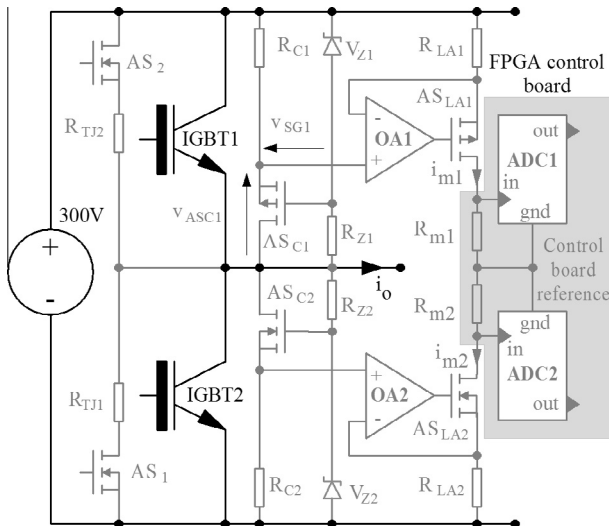 AS2
RC1
VZ1
RLA1
FPGA control
board
ASLA1
out
RTJ2
IGBT1
vSG1
-
OA1
+
im1
ADC1
in
gnd
300V
+
-
vASC1
ASC1
RZ1
Rm1
Control
board
reference
io
ASC2
RZ2
Rm2
gnd
in
ADC2
out
im2
+
OA2
-
ASLA2
RTJ1
IGBT2
AS1
RC2
VZ2
RLA2